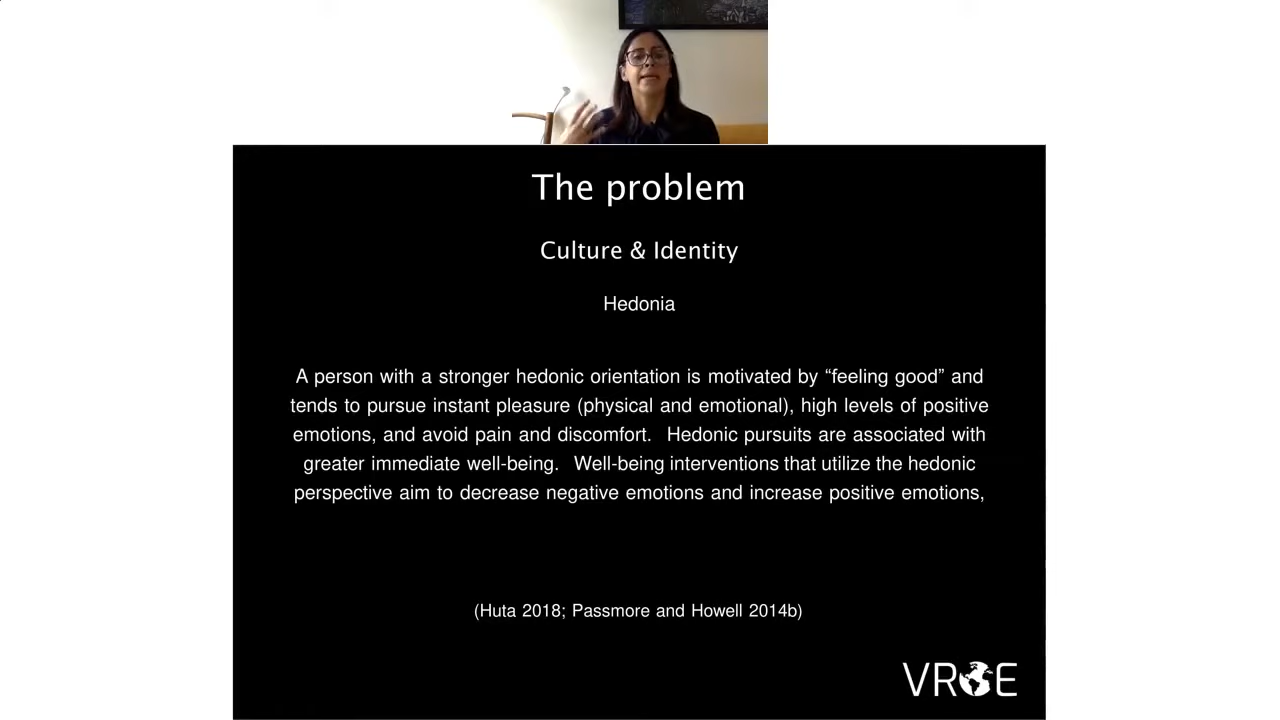 The problem
Culture & Identity
Hedonia
A person with a stronger hedonic orientation is motivated by “feeling good” and
tends to pursue instant pleasure (physical and emotional), high levels of positive
emotions, and avoid pain and discomfort.  Hedonic pursuits are associated with
greater immediate well-being.  Well-being interventions that utilize the hedonic
perspective aim to decrease negative emotions and increase positive emotions,
(Huta 2018; Passmore and Howell 2014b)
VROE